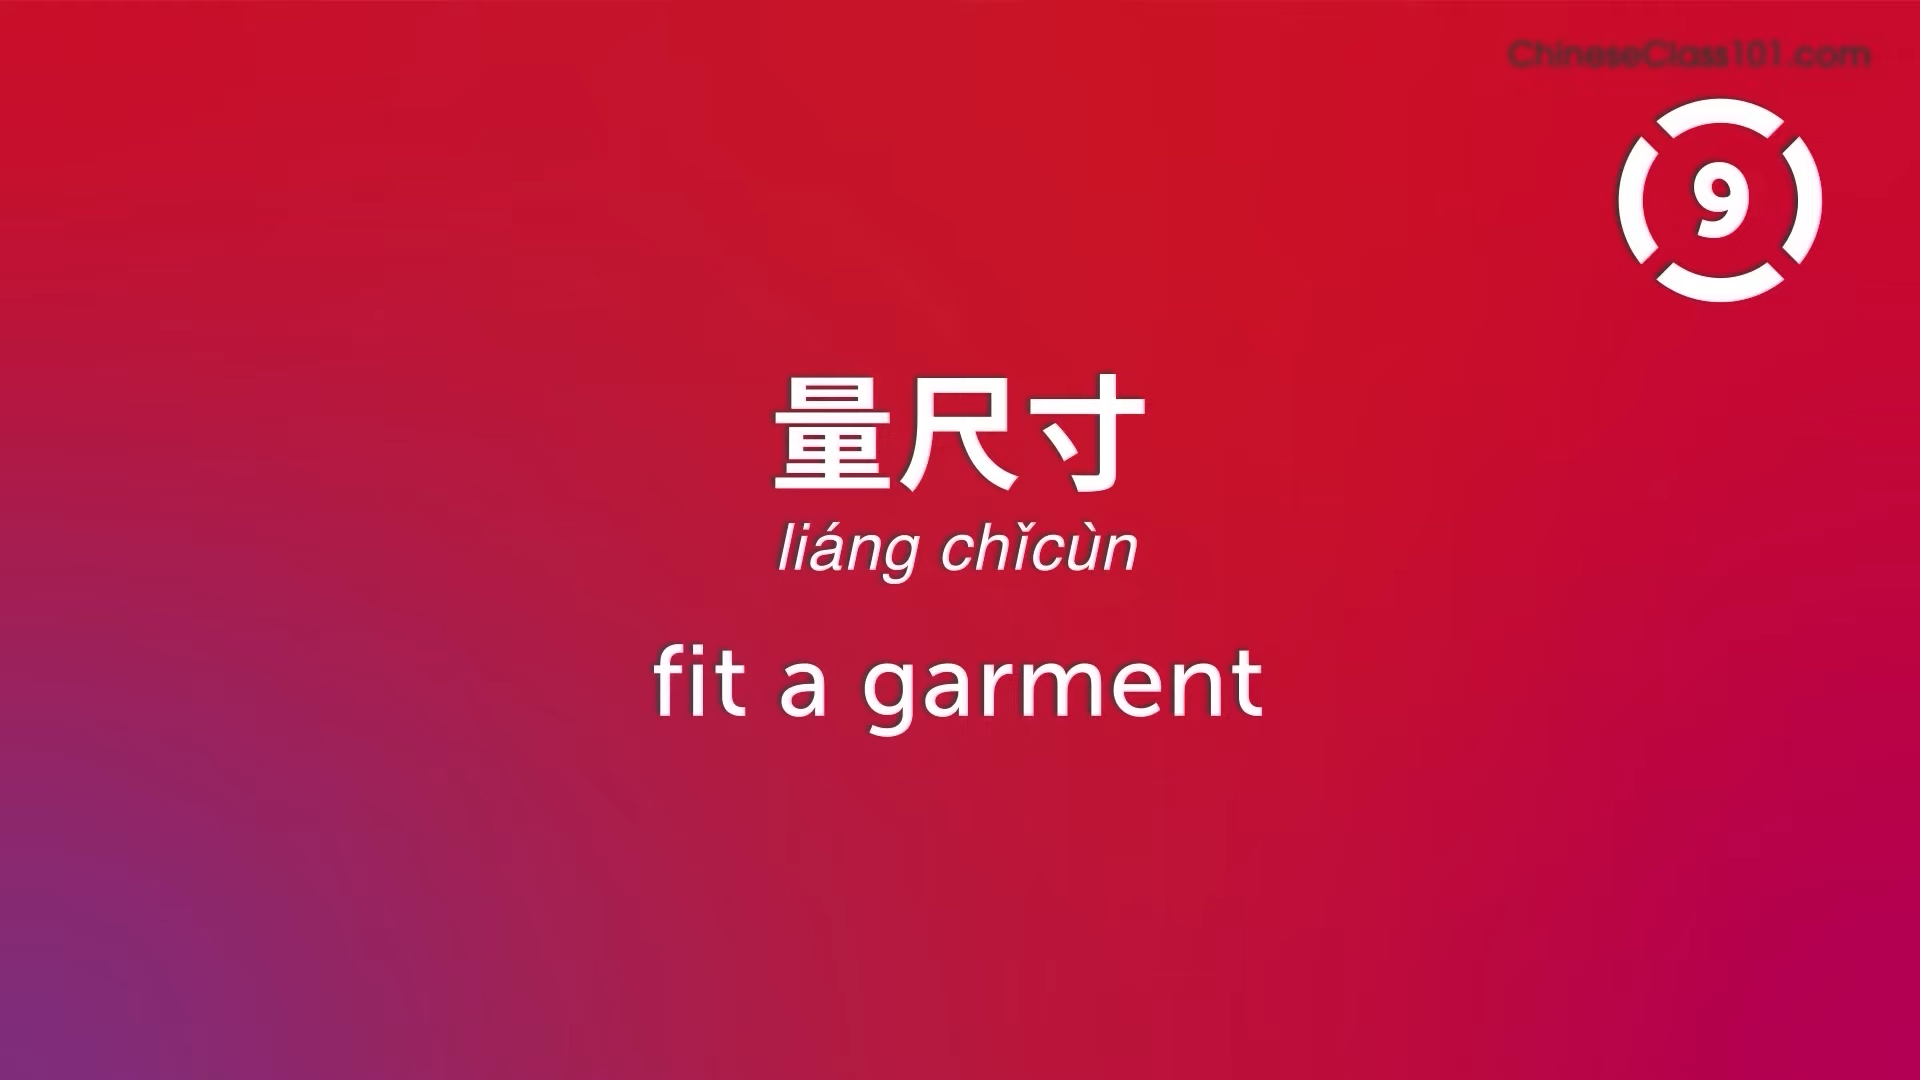 ChineseClass101.com
9
量尺寸
liáng chǐcùn
fit a garment